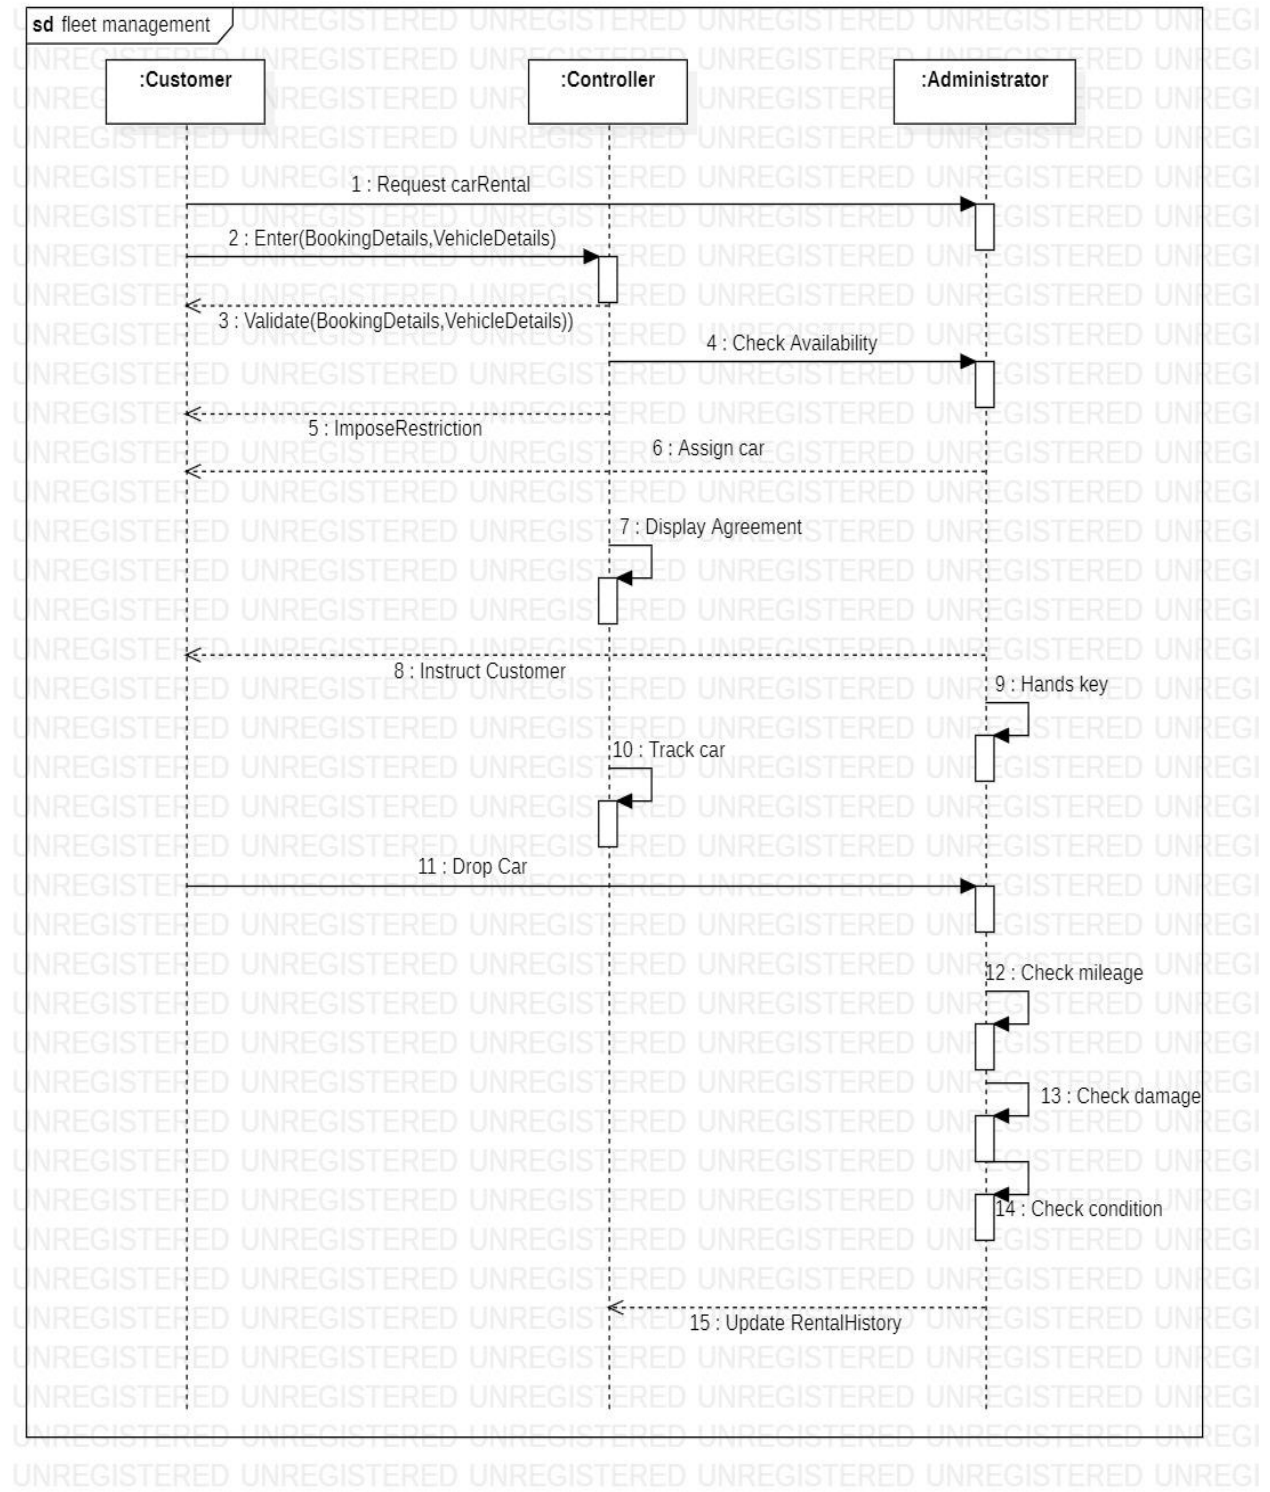 sd fleet management
:Customer
:Controller
:Administrator
1 : Request carRental
2 : Enter(BookingDetails,VehicleDetails)
3 : Validate(BookingDetails,VehicleDetails))
4 : Check Availability
5 : ImposeRestriction
6 : Assign car
7 : Display Agreement
8 : Instruct Customer
9 : Hands key
10 : Track car
11 : Drop Car
12 : Check mileage
13 : Check damage
14 : Check condition
15 : Update RentalHistory
UNREGISTERED UNREGISTERED UNREGISTERED UNREGISTERED UNREGISTERED UNREGI